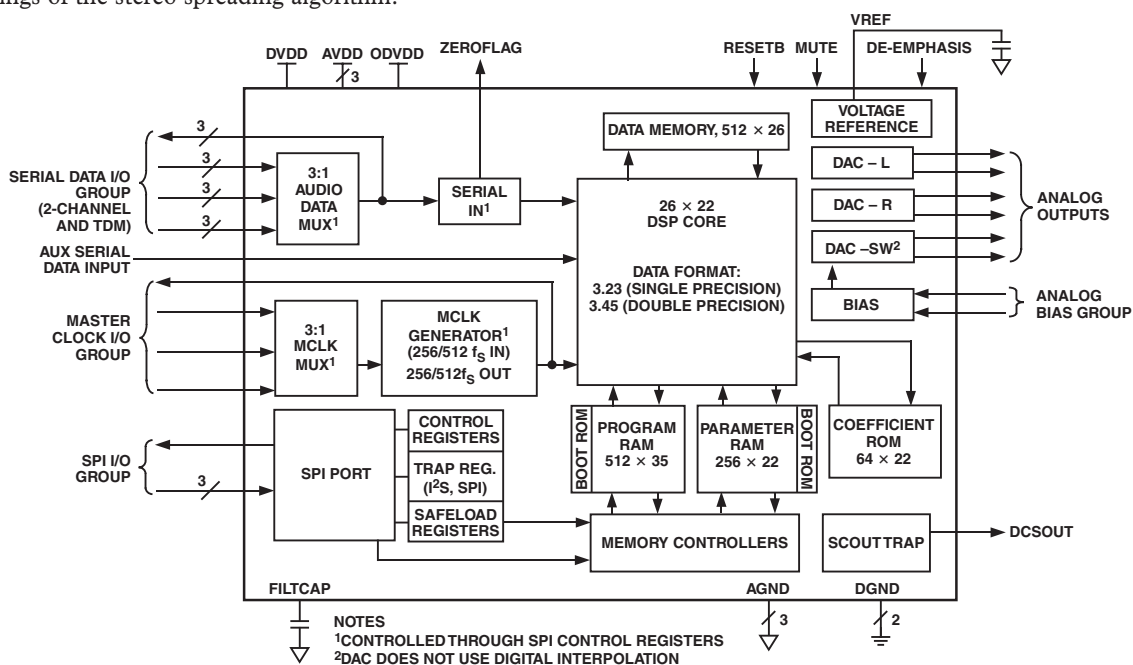 ings of the stereo spreading algorithm.
VREF
DVDD AVDD ODVDD
ZEROFLAG
RESETB MUTE
DE-EMPHASIS
3
VOLTAGE
REFERENCE
DATA MEMORY, 512 × 26
3
3
3
3
SERIAL DATA I/O
GROUP
(2-CHANNEL
AND TDM)
3:1
AUDIO
DATA
MUX1
SERIAL
IN1
26 × 22
DSP CORE
DATA FORMAT:
3.23 (SINGLE PRECISION)
3.45 (DOUBLE PRECISION)
DAC – L
DAC – R
DAC –SW2
ANALOG
OUTPUTS
AUX SERIAL
DATA INPUT
BIAS
ANALOG
BIAS GROUP
MASTER
CLOCK I/O
GROUP
3:1
MCLK
MUX1
MCLK
GENERATOR1
(256/512 fS IN)
256/512fS OUT
SPI I/O
GROUP
3
SPI PORT
CONTROL
REGISTERS
TRAP REG.
(I2S, SPI)
SAFELOAD
REGISTERS
BOOT ROM
PROGRAM
RAM
512 × 35
PARAMETER
RAM
256 × 22
BOOT ROM
COEFFICIENT
ROM
64 × 22
MEMORY CONTROLLERS
SCOUT TRAP
DCSOUT
FILTCAP
AGND
DGND
3
2
NOTES
1CONTROLLED THROUGH SPI CONTROL REGISTERS
2DAC DOES NOT USE DIGITAL INTERPOLATION